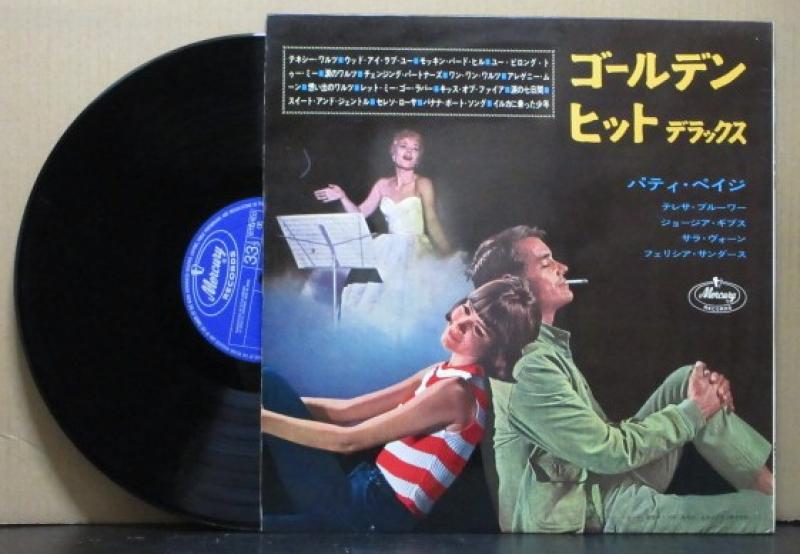 テネシー・ワルツ■ウッド・アイ・ラブ・ユー■モッキン・バード・ヒル■ユー・ビロング・ト
ゥー・ミー■涙のワルツ■チェンジング・パートナーズ■ワン・ワン・ワルツ■アレゲニー・ム
ーン■想い出のワルツ■レット・ミー・ゴー・ラバー■キッス・オブ・ファイア■涙の七日間■
スイート・アンド・ジェントル■セレソ・ローサ■バナナ・ボート・ソング■イルカに乗った少年
ゴールデン
ヒット デラックス
パティ・ペイジ
テレサ・ブルーワー
ジョージア・ギブス
サラ・ヴォーン
フェリシア・サンダース
Mercury
RECORDS
Mercury
RECORDS
33⅓